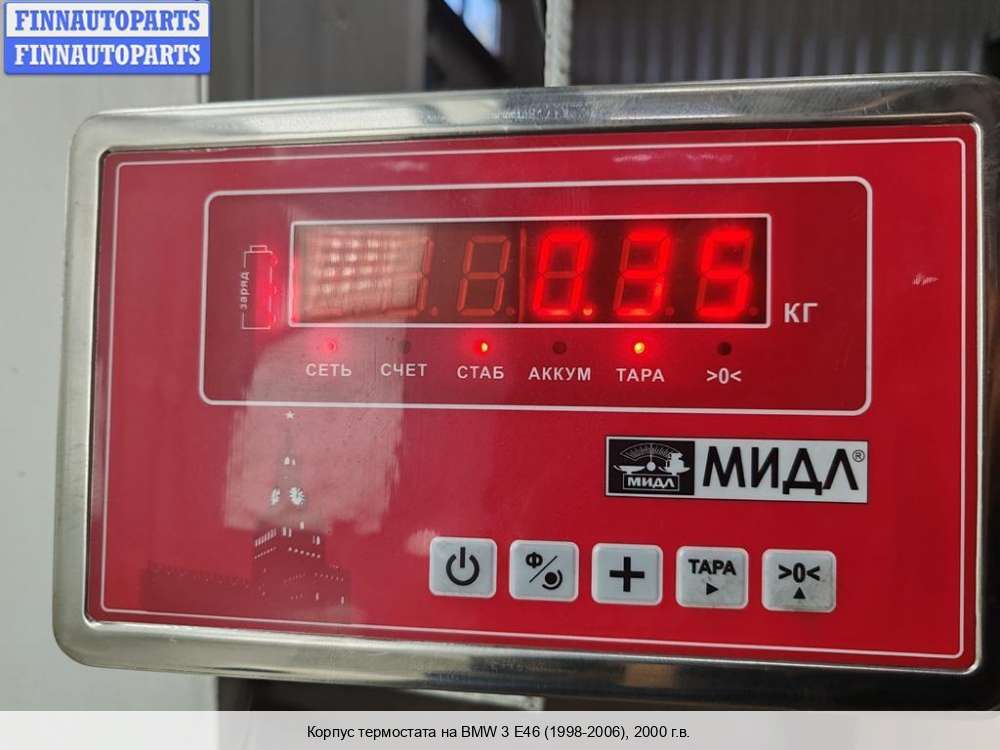 FINNAUTOPARTS
FINNAUTOPARTS
заряд
0.35
КГ
СЕТЬ СЧЕТ СТАБ АККУМ ТАРА >0<
МИДЛ МИДЛ®
Ф ТАРА >0<
Корпус термостата на BMW 3 E46 (1998-2006), 2000 г.в.